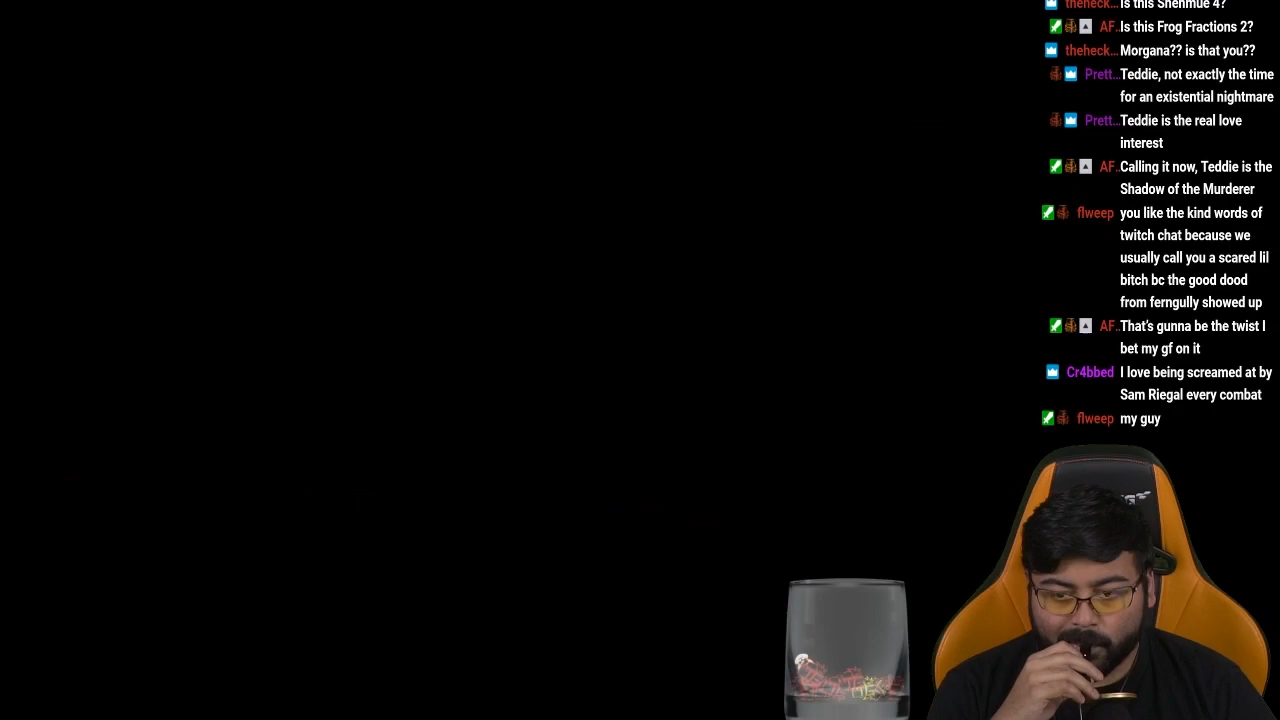 theheck… Is this Shenmue 4?
AF… Is this Frog Fractions 2?
theheck… Morgana?? is that you??
Prett… Teddie, not exactly the time
for an existential nightmare
Prett… Teddie is the real love
interest
AF… Calling it now, Teddie is the
Shadow of the Murderer
flweep you like the kind words of
twitch chat because we
usually call you a scared lil
bitch bc the good dood
from ferngully showed up
AF… That's gunna be the twist I
bet my gf on it
Cr4bbed I love being screamed at by
Sam Riegal every combat
flweep my guy